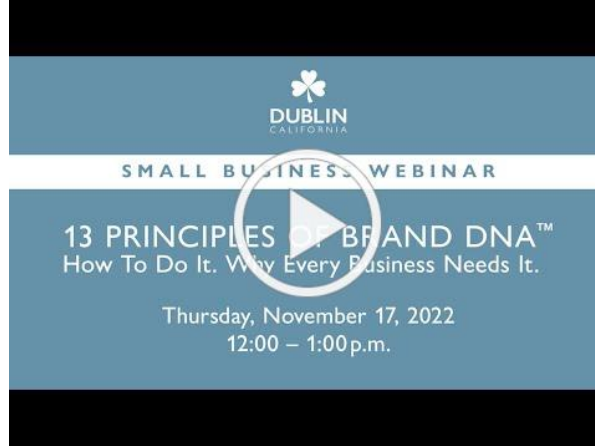 DUBLIN
CALIFORNIA
SMALL BUSINESS WEBINAR
13 PRINCIPLES OF BRAND DNA™
How To Do It. Why Every Business Needs It.
Thursday, November 17, 2022
12:00 – 1:00 p.m.